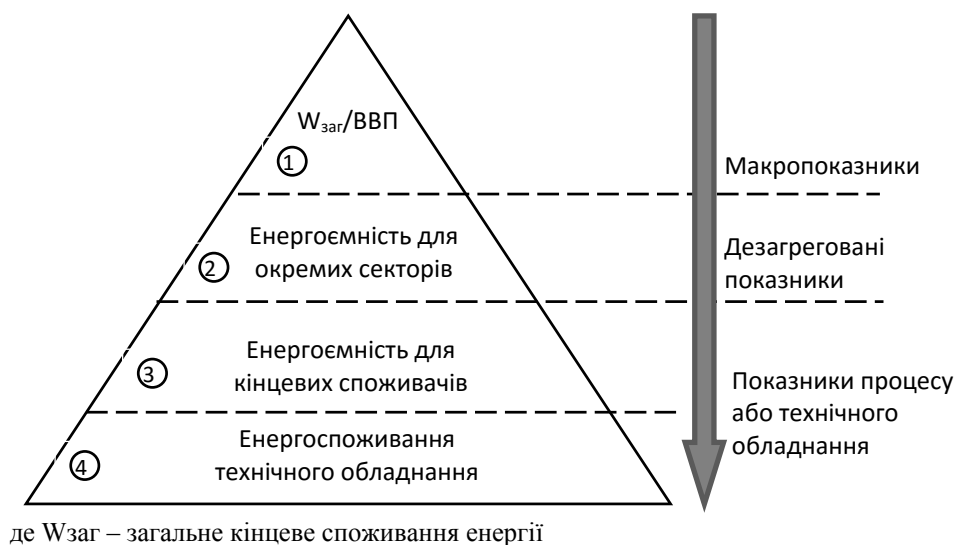 Wзаг/ВВП
1
Макропоказники
Енергоємність для
окремих секторів
2
Дезагреговані
показники
Енергоємність для
кінцевих споживачів
3
Показники процесу
або технічного
обладнання
Енергоспоживання
технічного обладнання
4
де Wзаг – загальне кінцеве споживання енергії